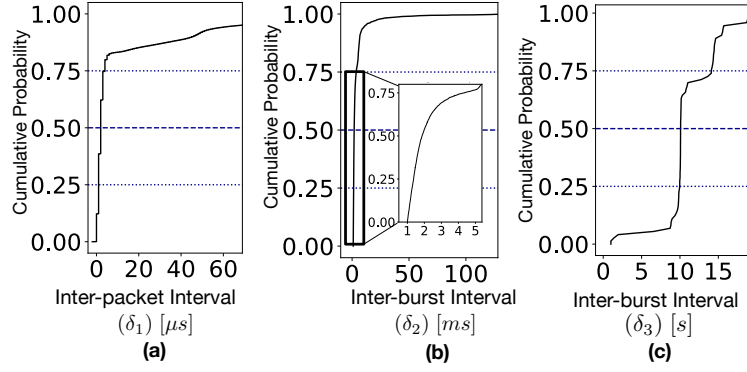 Cumulative Probability
1.00
0.75
0.50
0.25
0.00
0 20 40 60
Inter-packet Interval
(δ₁) [μs]
(a)
Cumulative Probability
1.00
0.75
0.50
0.25
0.00
0.75
0.50
0.25
0.00
1 2 3 4 5
0 50 100
Inter-burst Interval
(δ₂) [ms]
(b)
Cumulative Probability
1.00
0.75
0.50
0.25
0.00
0 5 10 15
Inter-burst Interval
(δ₃) [s]
(c)